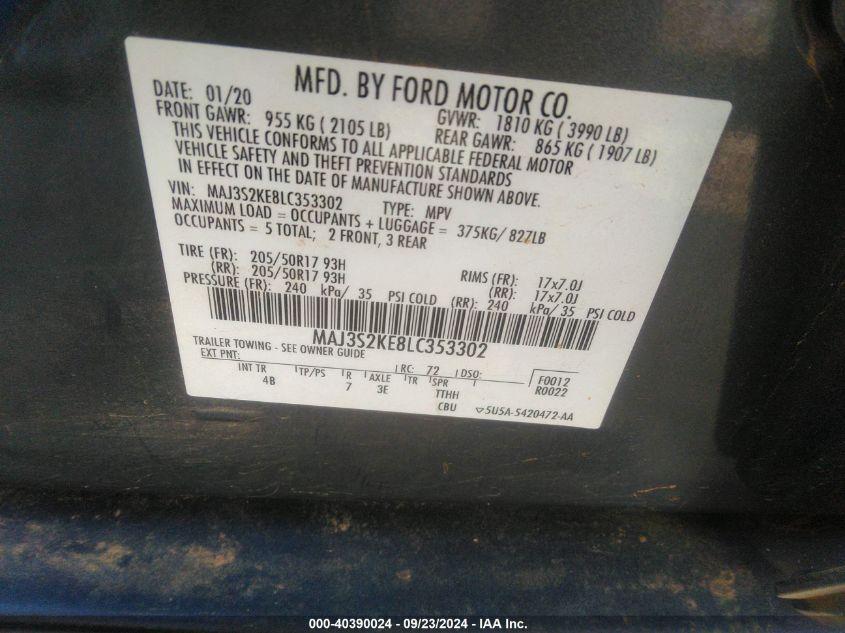 MFD. BY FORD MOTOR CO.
DATE: 01/20 GVWR: 1810 KG ( 3990 LB)
FRONT GAWR: 955 KG ( 2105 LB) REAR GAWR: 865 KG ( 1907 LB)
THIS VEHICLE CONFORMS TO ALL APPLICABLE FEDERAL MOTOR
VEHICLE SAFETY AND THEFT PREVENTION STANDARDS
IN EFFECT ON THE DATE OF MANUFACTURE SHOWN ABOVE.
VIN: MAJ3S2KE8LC353302 TYPE: MPV
MAXIMUM LOAD = OCCUPANTS + LUGGAGE = 375KG/ 827LB
OCCUPANTS = 5 TOTAL; 2 FRONT, 3 REAR
TIRE (FR): 205/50R17 93H RIMS (FR): 17x7.0J
(RR): 205/50R17 93H (RR): 17x7.0J
PRESSURE (FR): 240 kPa/ 35 PSI COLD (RR): 240 kPa/ 35 PSI COLD
MAJ3S2KE8LC353302
TRAILER TOWING - SEE OWNER GUIDE
EXT PNT: RC: 72 DSO: F0012
INT TR TP/PS R AXLE TR SPR R0022
4B 7 3E TTHH
CBU 5U5A-5420472-AA
000-40390024 - 09/23/2024 - IAA Inc.